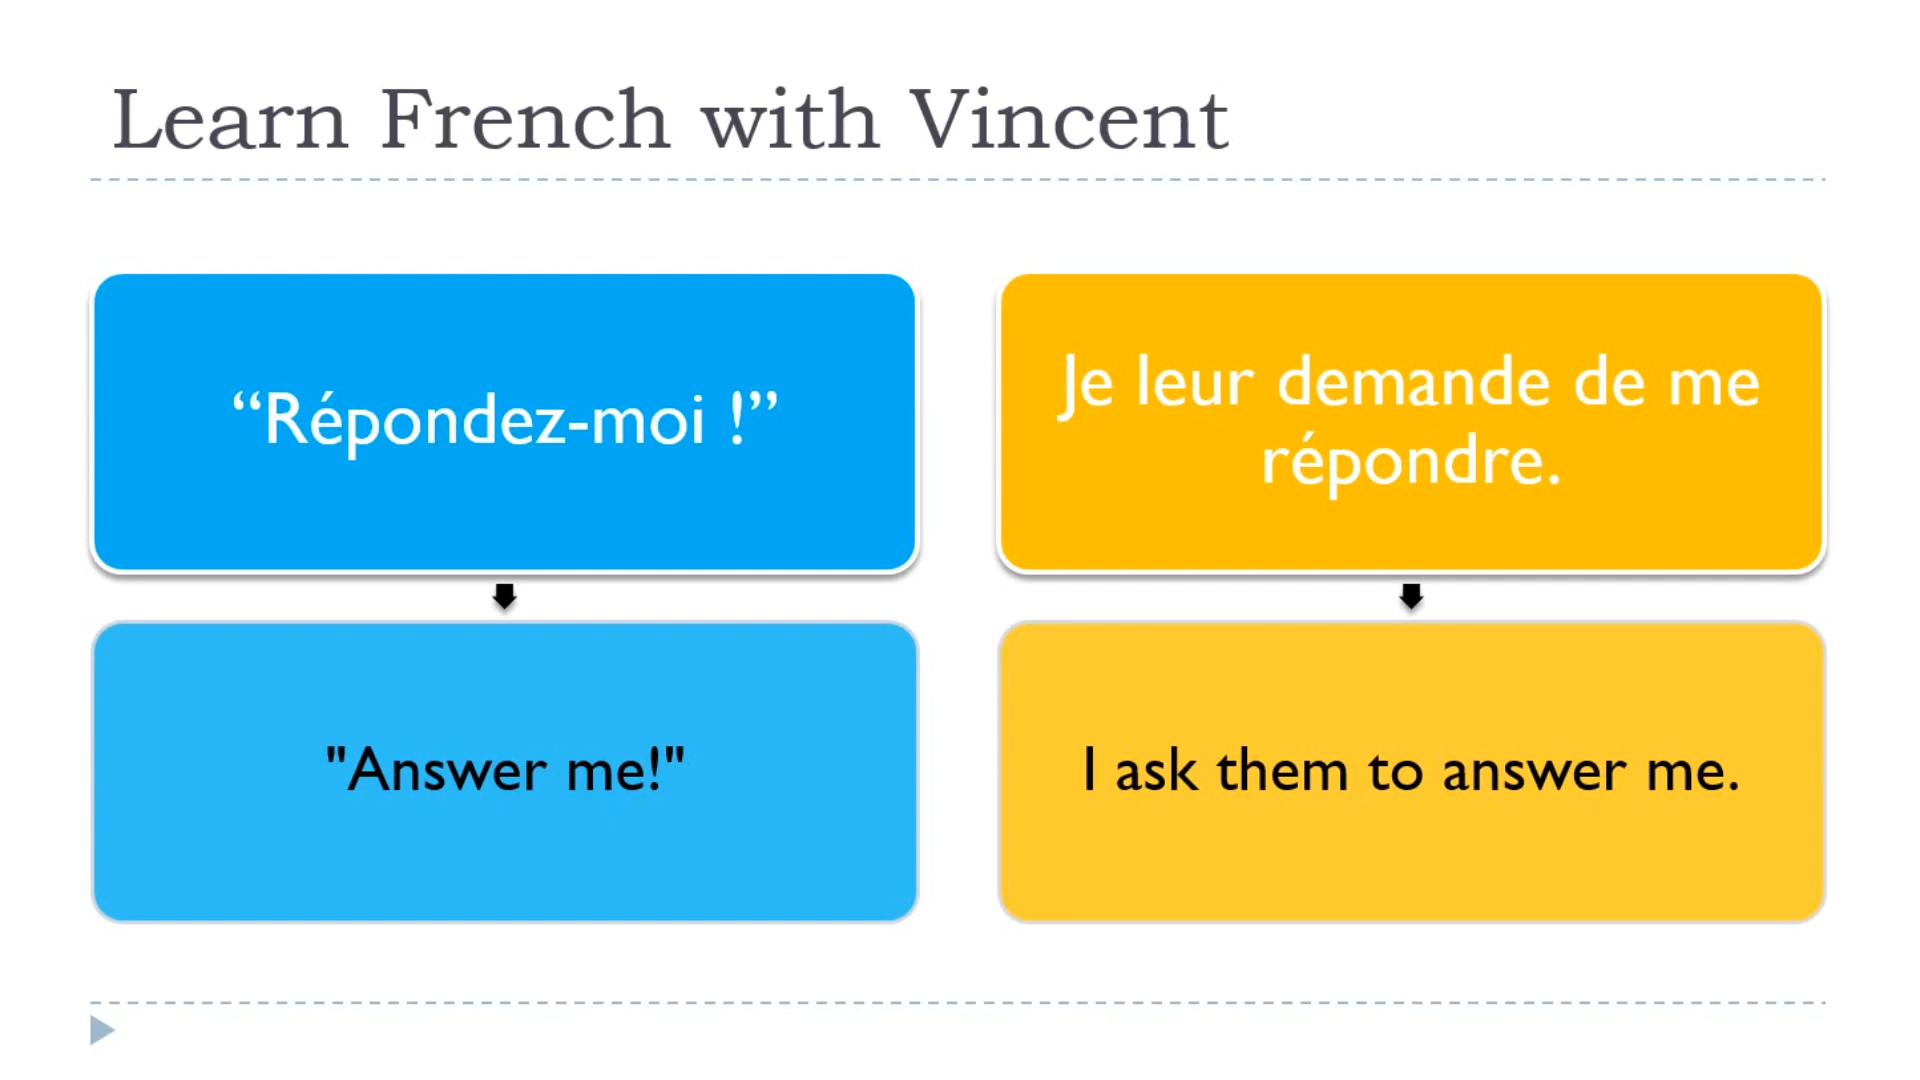 Learn French with Vincent
“Répondez-moi !”
Je leur demande de me
répondre.
"Answer me!"
I ask them to answer me.